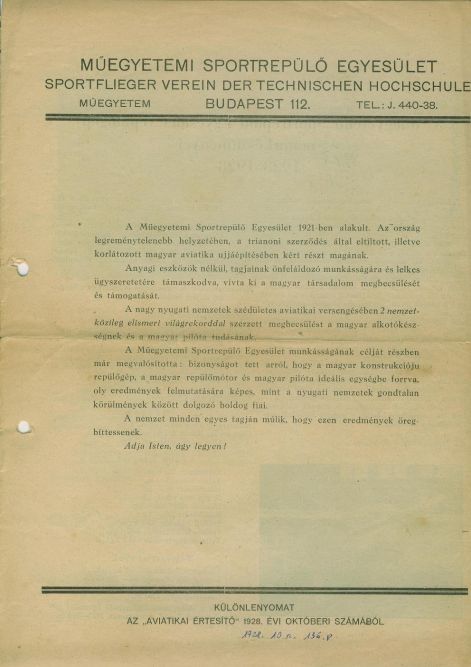 MŰEGYETEMI SPORTREPÜLŐ EGYESÜLET
SPORTFLIEGER VEREIN DER TECHNISCHEN HOCHSCHULE
MŰEGYETEM BUDAPEST 112. TEL.: J. 440-38.
A Műegyetemi Sportrepülő Egyesület 1921-ben alakult. Az ország
legreménytelenebb helyzetében, a trianoni szerződés által eltiltott, illetve
korlátozott magyar aviatika ujjáépítésében kért részt magának.
Anyagi eszközök nélkül, tagjainak önfeláldozó munkásságára és lelkes
ügyszeretetére támaszkodva, vívta ki a magyar társadalom megbecsülését
és támogatását.
A nagy nyugati nemzetek szédületes aviatikai versengésében 2 nemzet-
közileg elismert világrekorddal szerzett megbecsülést a magyar alkotókész-
ségnek és a magyar pilóta tudásának.
A Műegyetemi Sportrepülő Egyesület munkásságának célját részben
már megvalósította: bizonyságot tett arról, hogy a magyar konstrukcióju
repülőgép, a magyar repülőmotor és magyar pilóta ideális egységbe forrva,
oly eredmények felmutatására képes, mint a nyugati nemzetek gondtalan
körülmények között dolgozó boldog fiai.
A nemzet minden egyes tagján múlik, hogy ezen eredmények öreg-
bíttessenek.
Adja Isten, úgy legyen!
KÜLÖNLENYOMAT
AZ „AVIATIKAI ÉRTESÍTŐ" 1928. ÉVI OKTÓBERI SZÁMÁBÓL.
1928. 10 n. 136. p.